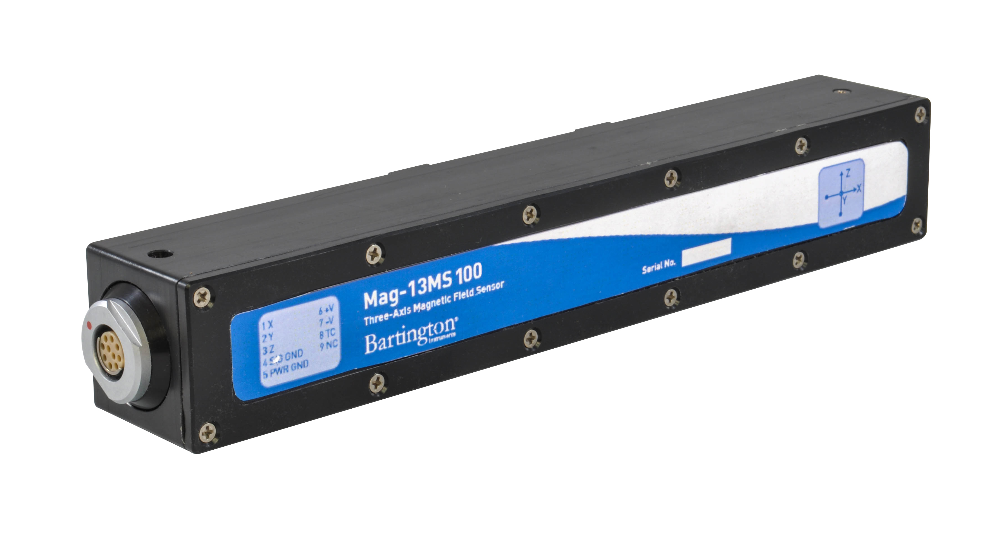 1 X
2 Y
3 Z
4 SIG GND
5 PWR GND
6 +V
7 -V
8 TC
9 NC
Mag-13MS 100
Three-Axis Magnetic Field Sensor
Bartington®
Instruments
Serial No.
Z
X
Y